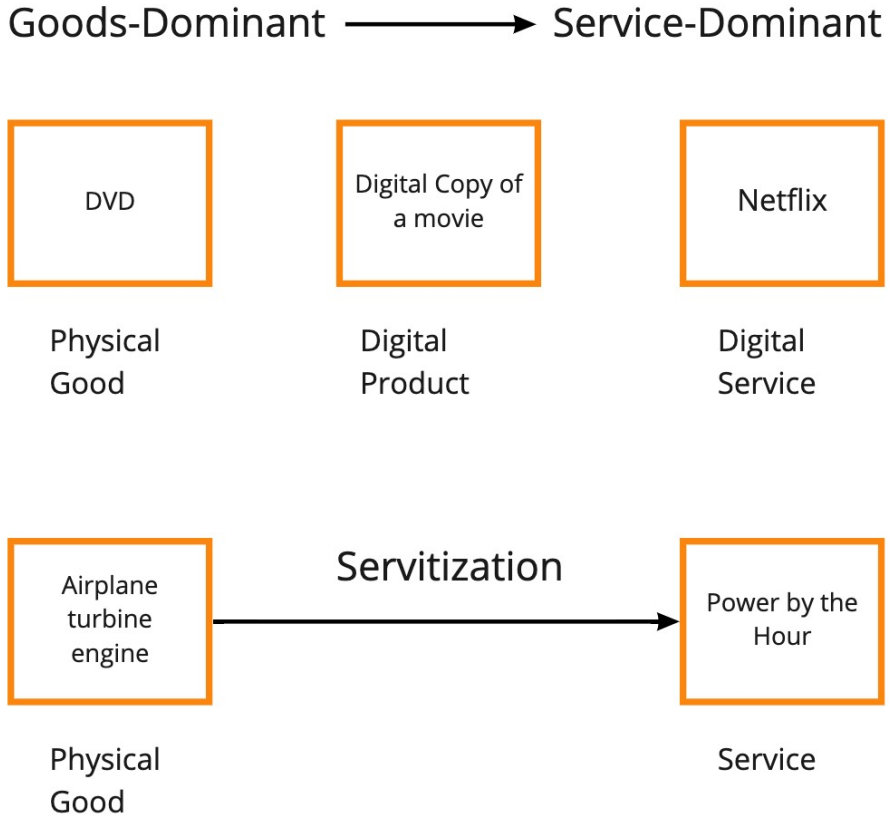 Goods-Dominant
Service-Dominant
DVD
Digital Copy of
a movie
Netflix
Physical
Good
Digital
Product
Digital
Service
Airplane
turbine
engine
Servitization
Power by the
Hour
Physical
Good
Service